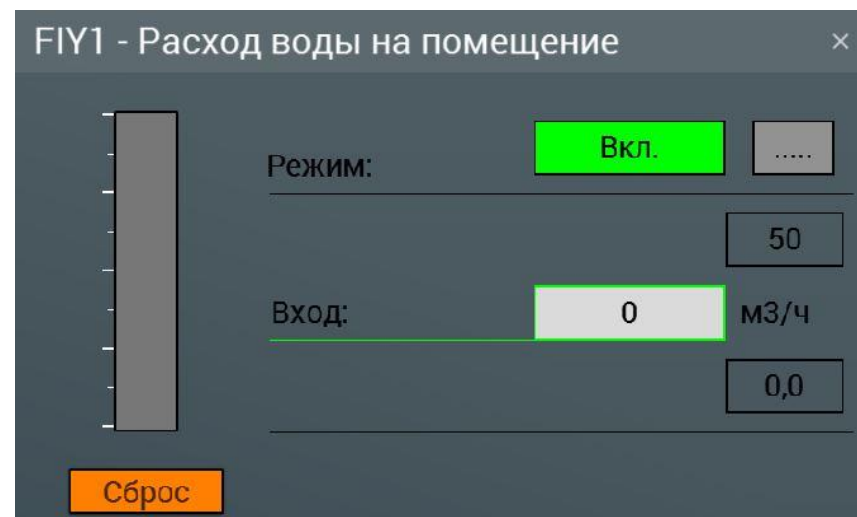 FIY1 - Расход воды на помещение ×
Режим: Вкл. .....
50
Вход: 0 м3/ч
0,0
Сброс